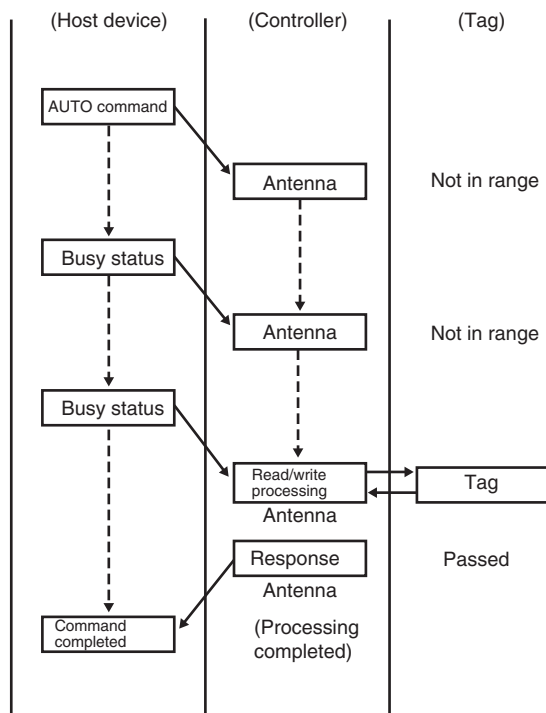 (Host device)
(Controller)
(Tag)
AUTO command
Antenna
Not in range
Busy status
Antenna
Not in range
Busy status
Read/write
processing
Antenna
Tag
Response
Antenna
Passed
Command
completed
(Processing
completed)